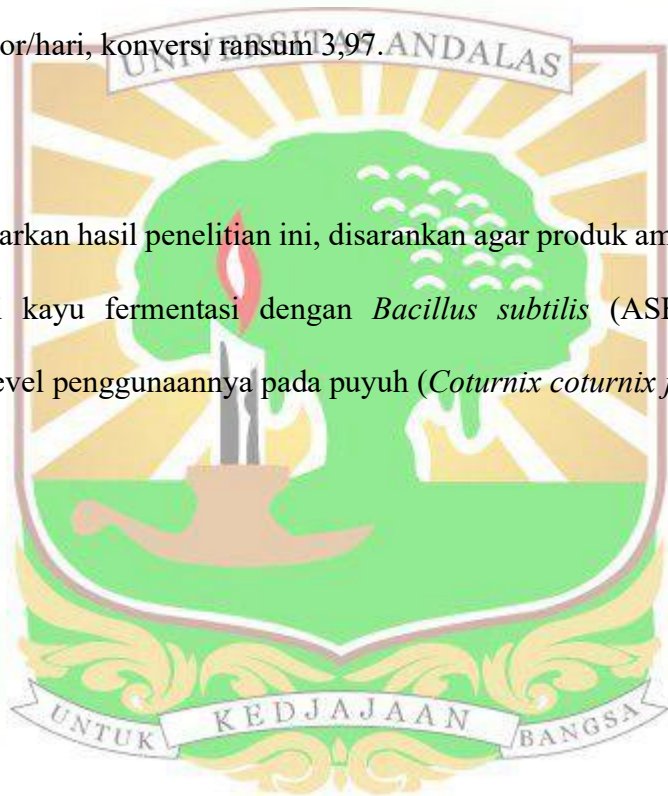 or/hari, konversi ransum 3,97.
UNIVERSITAS ANDALAS
arkan hasil penelitian ini, disarankan agar produk am
kayu fermentasi dengan Bacillus subtilis (ASB
evel penggunaannya pada puyuh (Coturnix coturnix j
UNTUK KEDJAJAAN BANGSA